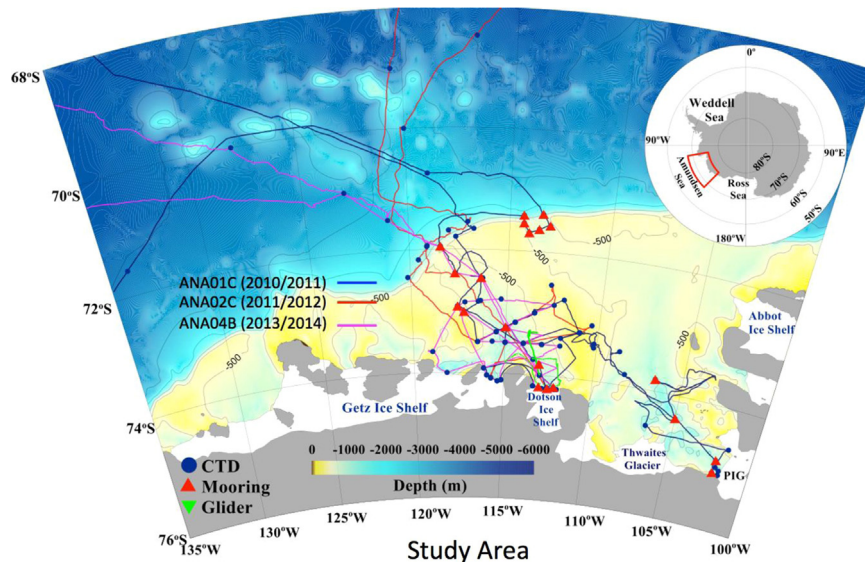 68°S
70°S
72°S
74°S
76°S
0°
Weddell
Sea
90°W
90°E
80°S
70°S
60°S
50°S
Amundsen
Sea
Ross
Sea
180°W
-500
-500
-500
-500
-500
-500
ANA01C (2010/2011)
ANA02C (2011/2012)
ANA04B (2013/2014)
Abbot
Ice Shelf
Getz Ice Shelf
Dotson
Ice
Shelf
Thwaites
Glacier
PIG
CTD
Mooring
Glider
0 -1000 -2000 -3000 -4000 -5000 -6000
Depth (m)
135°W
130°W
125°W
120°W
115°W
110°W
105°W
100°W
Study Area